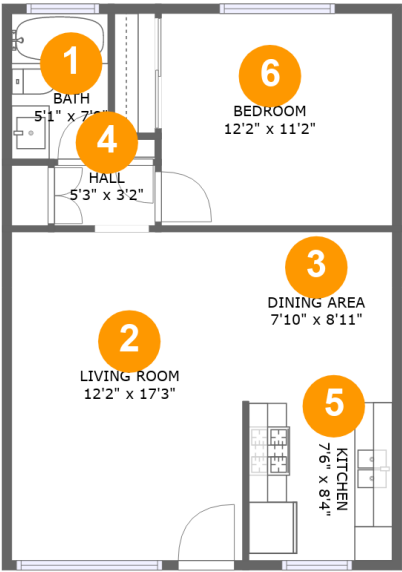 1
BATH
5'1" x 7'9"
6
BEDROOM
12'2" x 11'2"
4
HALL
5'3" x 3'2"
3
DINING AREA
7'10" x 8'11"
2
LIVING ROOM
12'2" x 17'3"
5
KITCHEN
7'6" x 8'4"